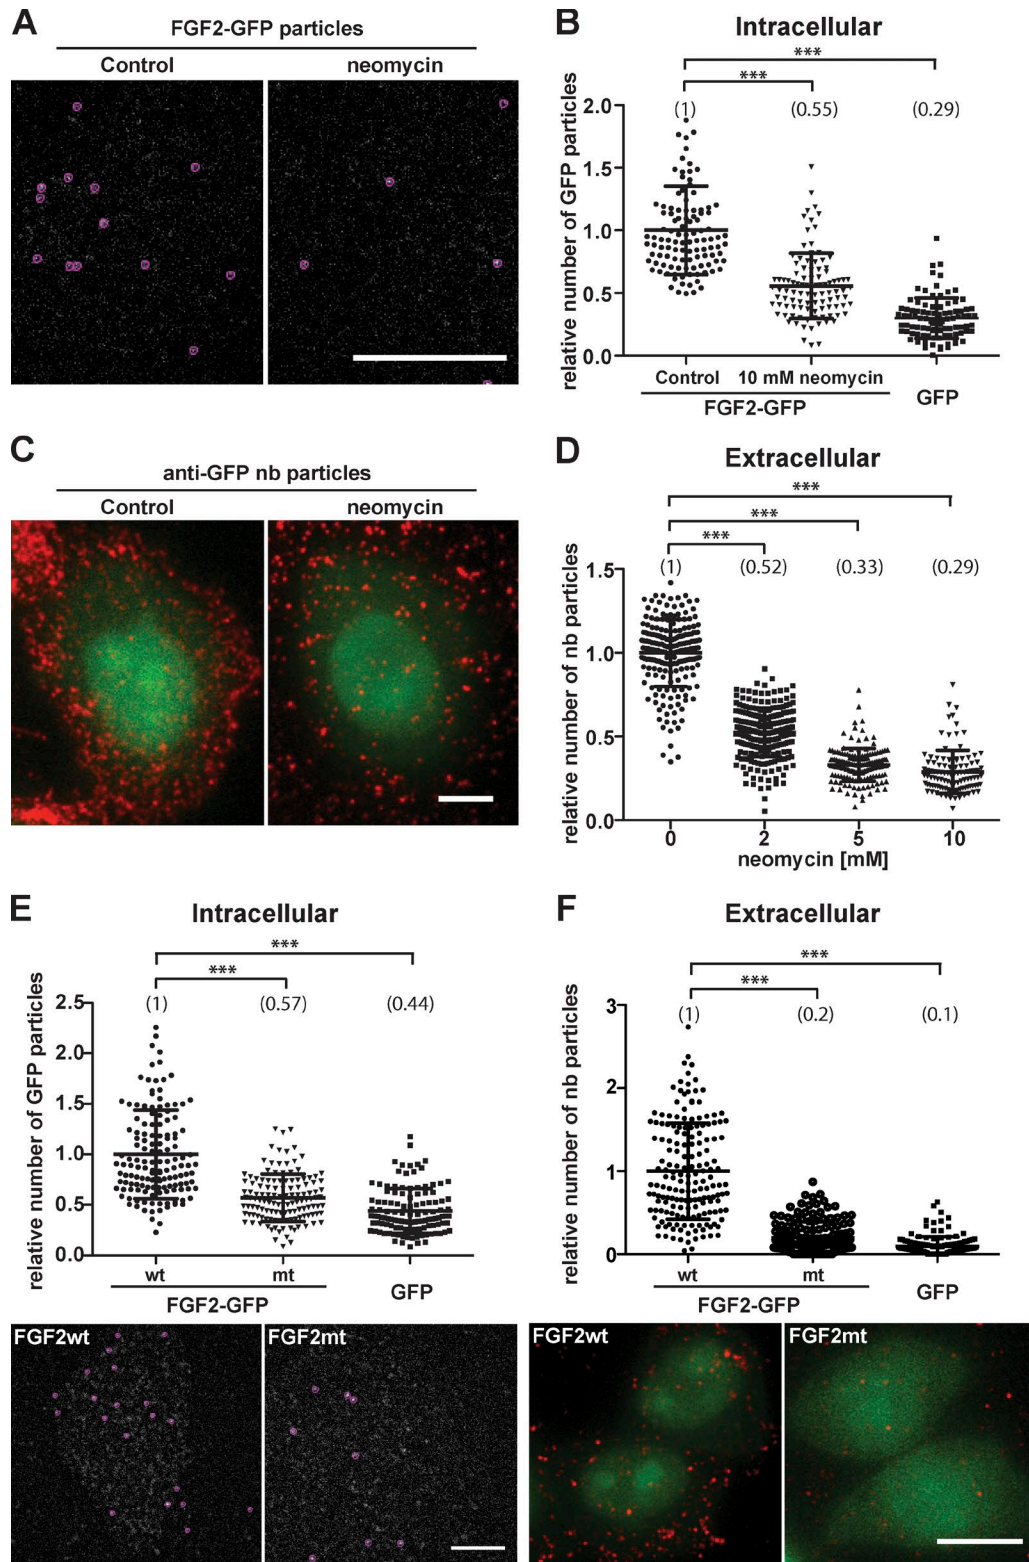 A
FGF2-GFP particles
Control
neomycin
B
Intracellular
***
***
(1)
(0.55)
(0.29)
relative number of GFP particles
2.0
1.5
1.0
0.5
0.0
Control
10 mM neomycin
FGF2-GFP
GFP
C
anti-GFP nb particles
Control
neomycin
D
Extracellular
***
***
***
(1)
(0.52)
(0.33)
(0.29)
relative number of nb particles
1.5
1.0
0.5
0.0
0
2
5
10
neomycin [mM]
E
Intracellular
***
***
(1)
(0.57)
(0.44)
relative number of GFP particles
2.5
2.0
1.5
1.0
0.5
0.0
wt
mt
FGF2-GFP
GFP
FGF2wt
FGF2mt
F
Extracellular
***
***
(1)
(0.2)
(0.1)
relative number of nb particles
3
2
1
0
wt
mt
FGF2-GFP
GFP
FGF2wt
FGF2mt